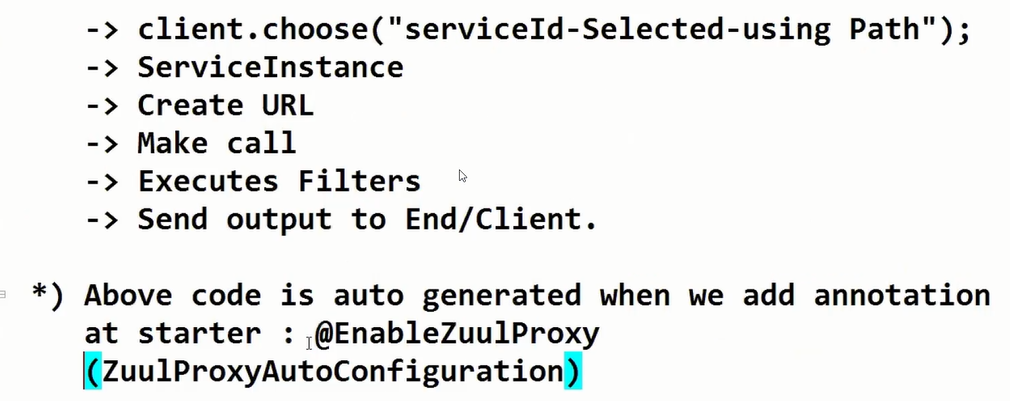 -> client.choose("serviceId-Selected-using Path");
-> ServiceInstance
-> Create URL
-> Make call
-> Executes Filters
-> Send output to End/Client.
*) Above code is auto generated when we add annotation
at starter : @EnableZuulProxy
(ZuulProxyAutoConfiguration)